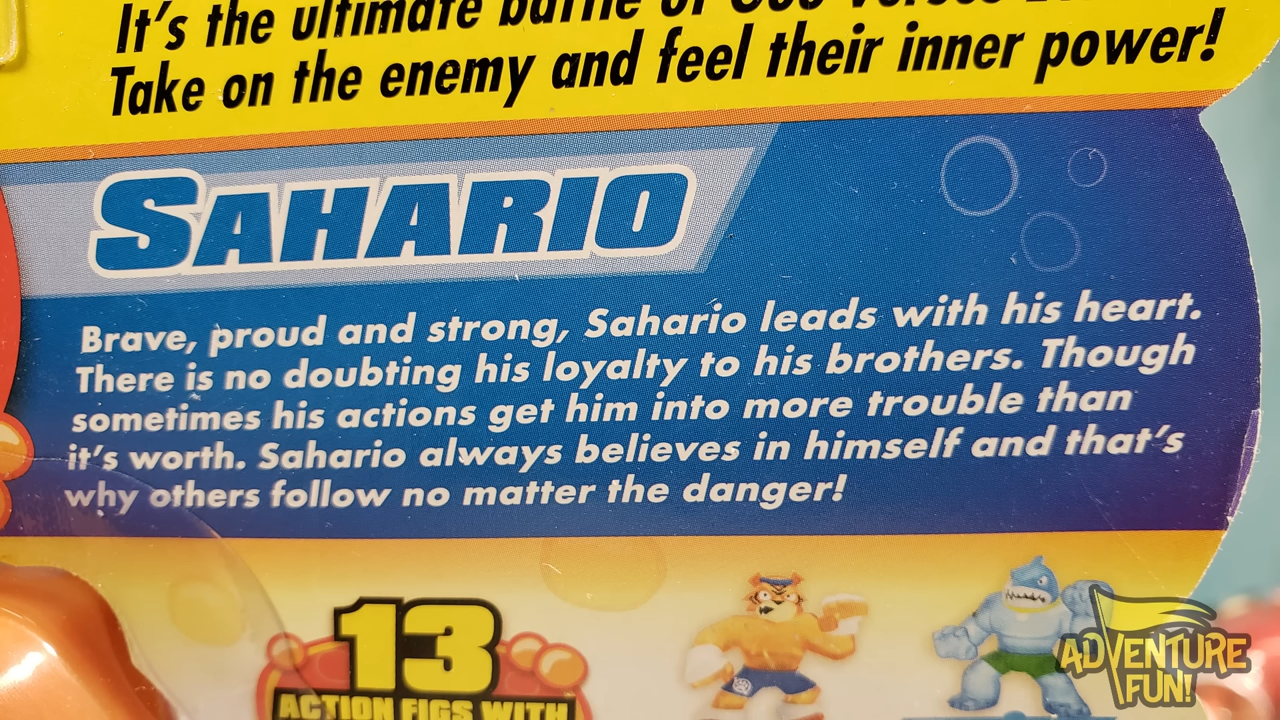 It's the ultimate battle of Goo versus
Take on the enemy and feel their inner power!
SAHARIO
Brave, proud and strong, Sahario leads with his heart.
There is no doubting his loyalty to his brothers. Though
sometimes his actions get him into more trouble than
it's worth. Sahario always believes in himself and that's
why others follow no matter the danger!
13
ACTION FIGS WITH
ADVENTURE
FUN!